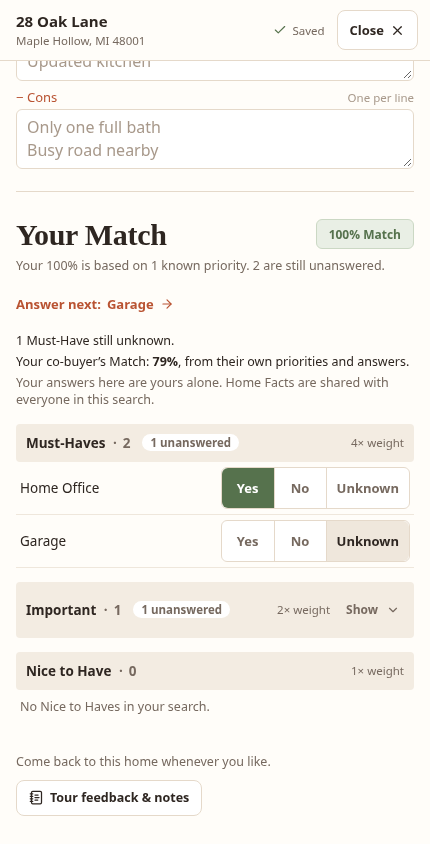 28 Oak Lane
Maple Hollow, MI 48001
Saved
Close
Updated kitchen
− Cons
One per line
Only one full bath
Busy road nearby
Your Match
100% Match
Your 100% is based on 1 known priority. 2 are still unanswered.
Answer next: Garage →
1 Must-Have still unknown.
Your co-buyer's Match: 79%, from their own priorities and answers.
Your answers here are yours alone. Home Facts are shared with
everyone in this search.
Must-Haves · 2 1 unanswered 4× weight
Home Office Yes No Unknown
Garage Yes No Unknown
Important · 1 1 unanswered 2× weight Show
Nice to Have · 0 1× weight
No Nice to Haves in your search.
Come back to this home whenever you like.
Tour feedback & notes